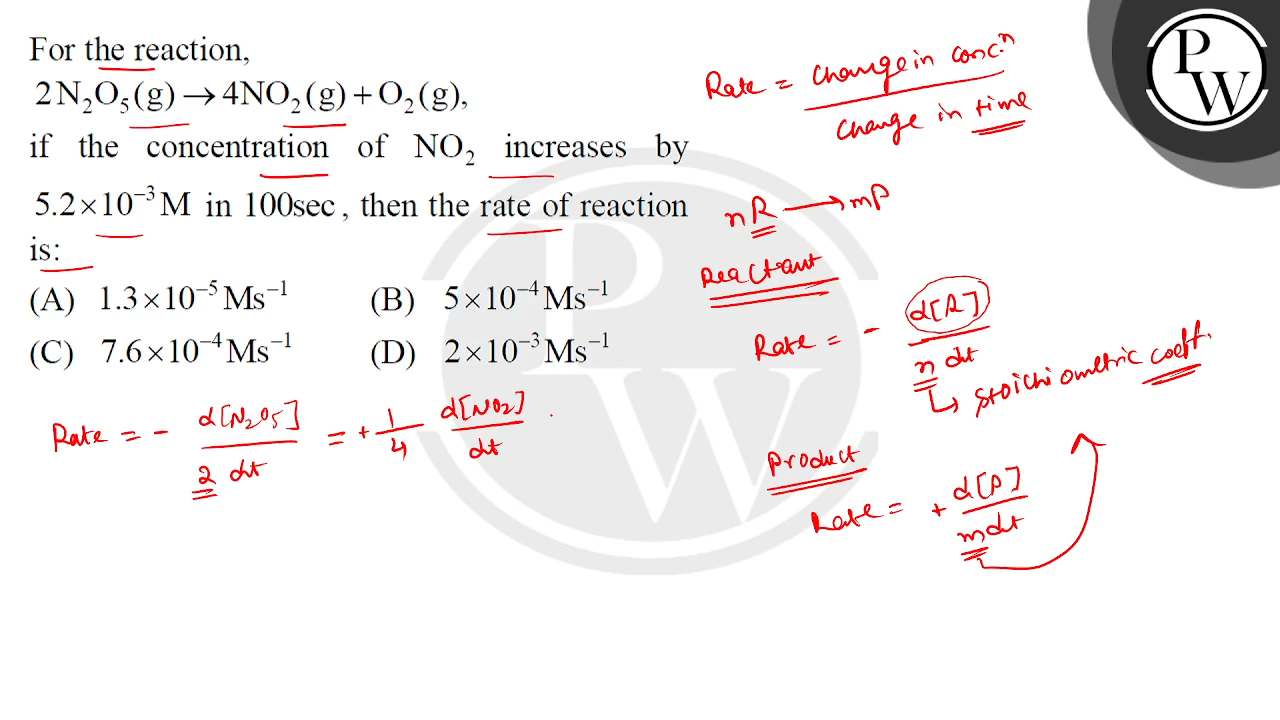 For the reaction,
2N₂O₅(g) → 4NO₂(g) + O₂(g),
if the concentration of NO₂ increases by
5.2×10⁻³ M in 100sec, then the rate of reaction
is:
(A) 1.3×10⁻⁵ Ms⁻¹ (B) 5×10⁻⁴ Ms⁻¹
(C) 7.6×10⁻⁴ Ms⁻¹ (D) 2×10⁻³ Ms⁻¹
Rate = - d[N₂O₅] / 2 dt = + 1/4 d[NO₂] / dt
Rate = Change in concⁿ / Change in time
nR → mP
Reactant
Rate = - d[R] / n dt
↳ Stoichiometric coeff.
Product
Rate = + d[P] / m dt
P
W
P
W